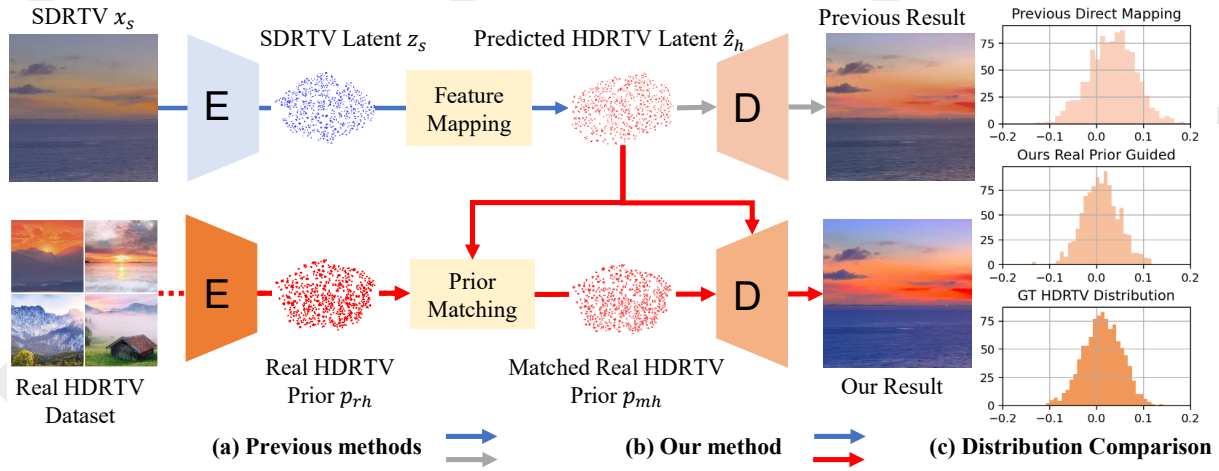 SDRTV x_s
SDRTV Latent z_s
Predicted HDRTV Latent ẑ_h
Previous Result
E
Feature
Mapping
D
Real HDRTV
Dataset
E
Real HDRTV
Prior p_rh
Prior
Matching
Matched Real HDRTV
Prior p_mh
D
Our Result
Previous Direct Mapping
75
50
25
0
−0.2 −0.1 0.0 0.1 0.2
Ours Real Prior Guided
75
50
25
0
−0.2 −0.1 0.0 0.1 0.2
GT HDRTV Distribution
75
50
25
0
−0.2 −0.1 0.0 0.1 0.2
(a) Previous methods
(b) Our method
(c) Distribution Comparison